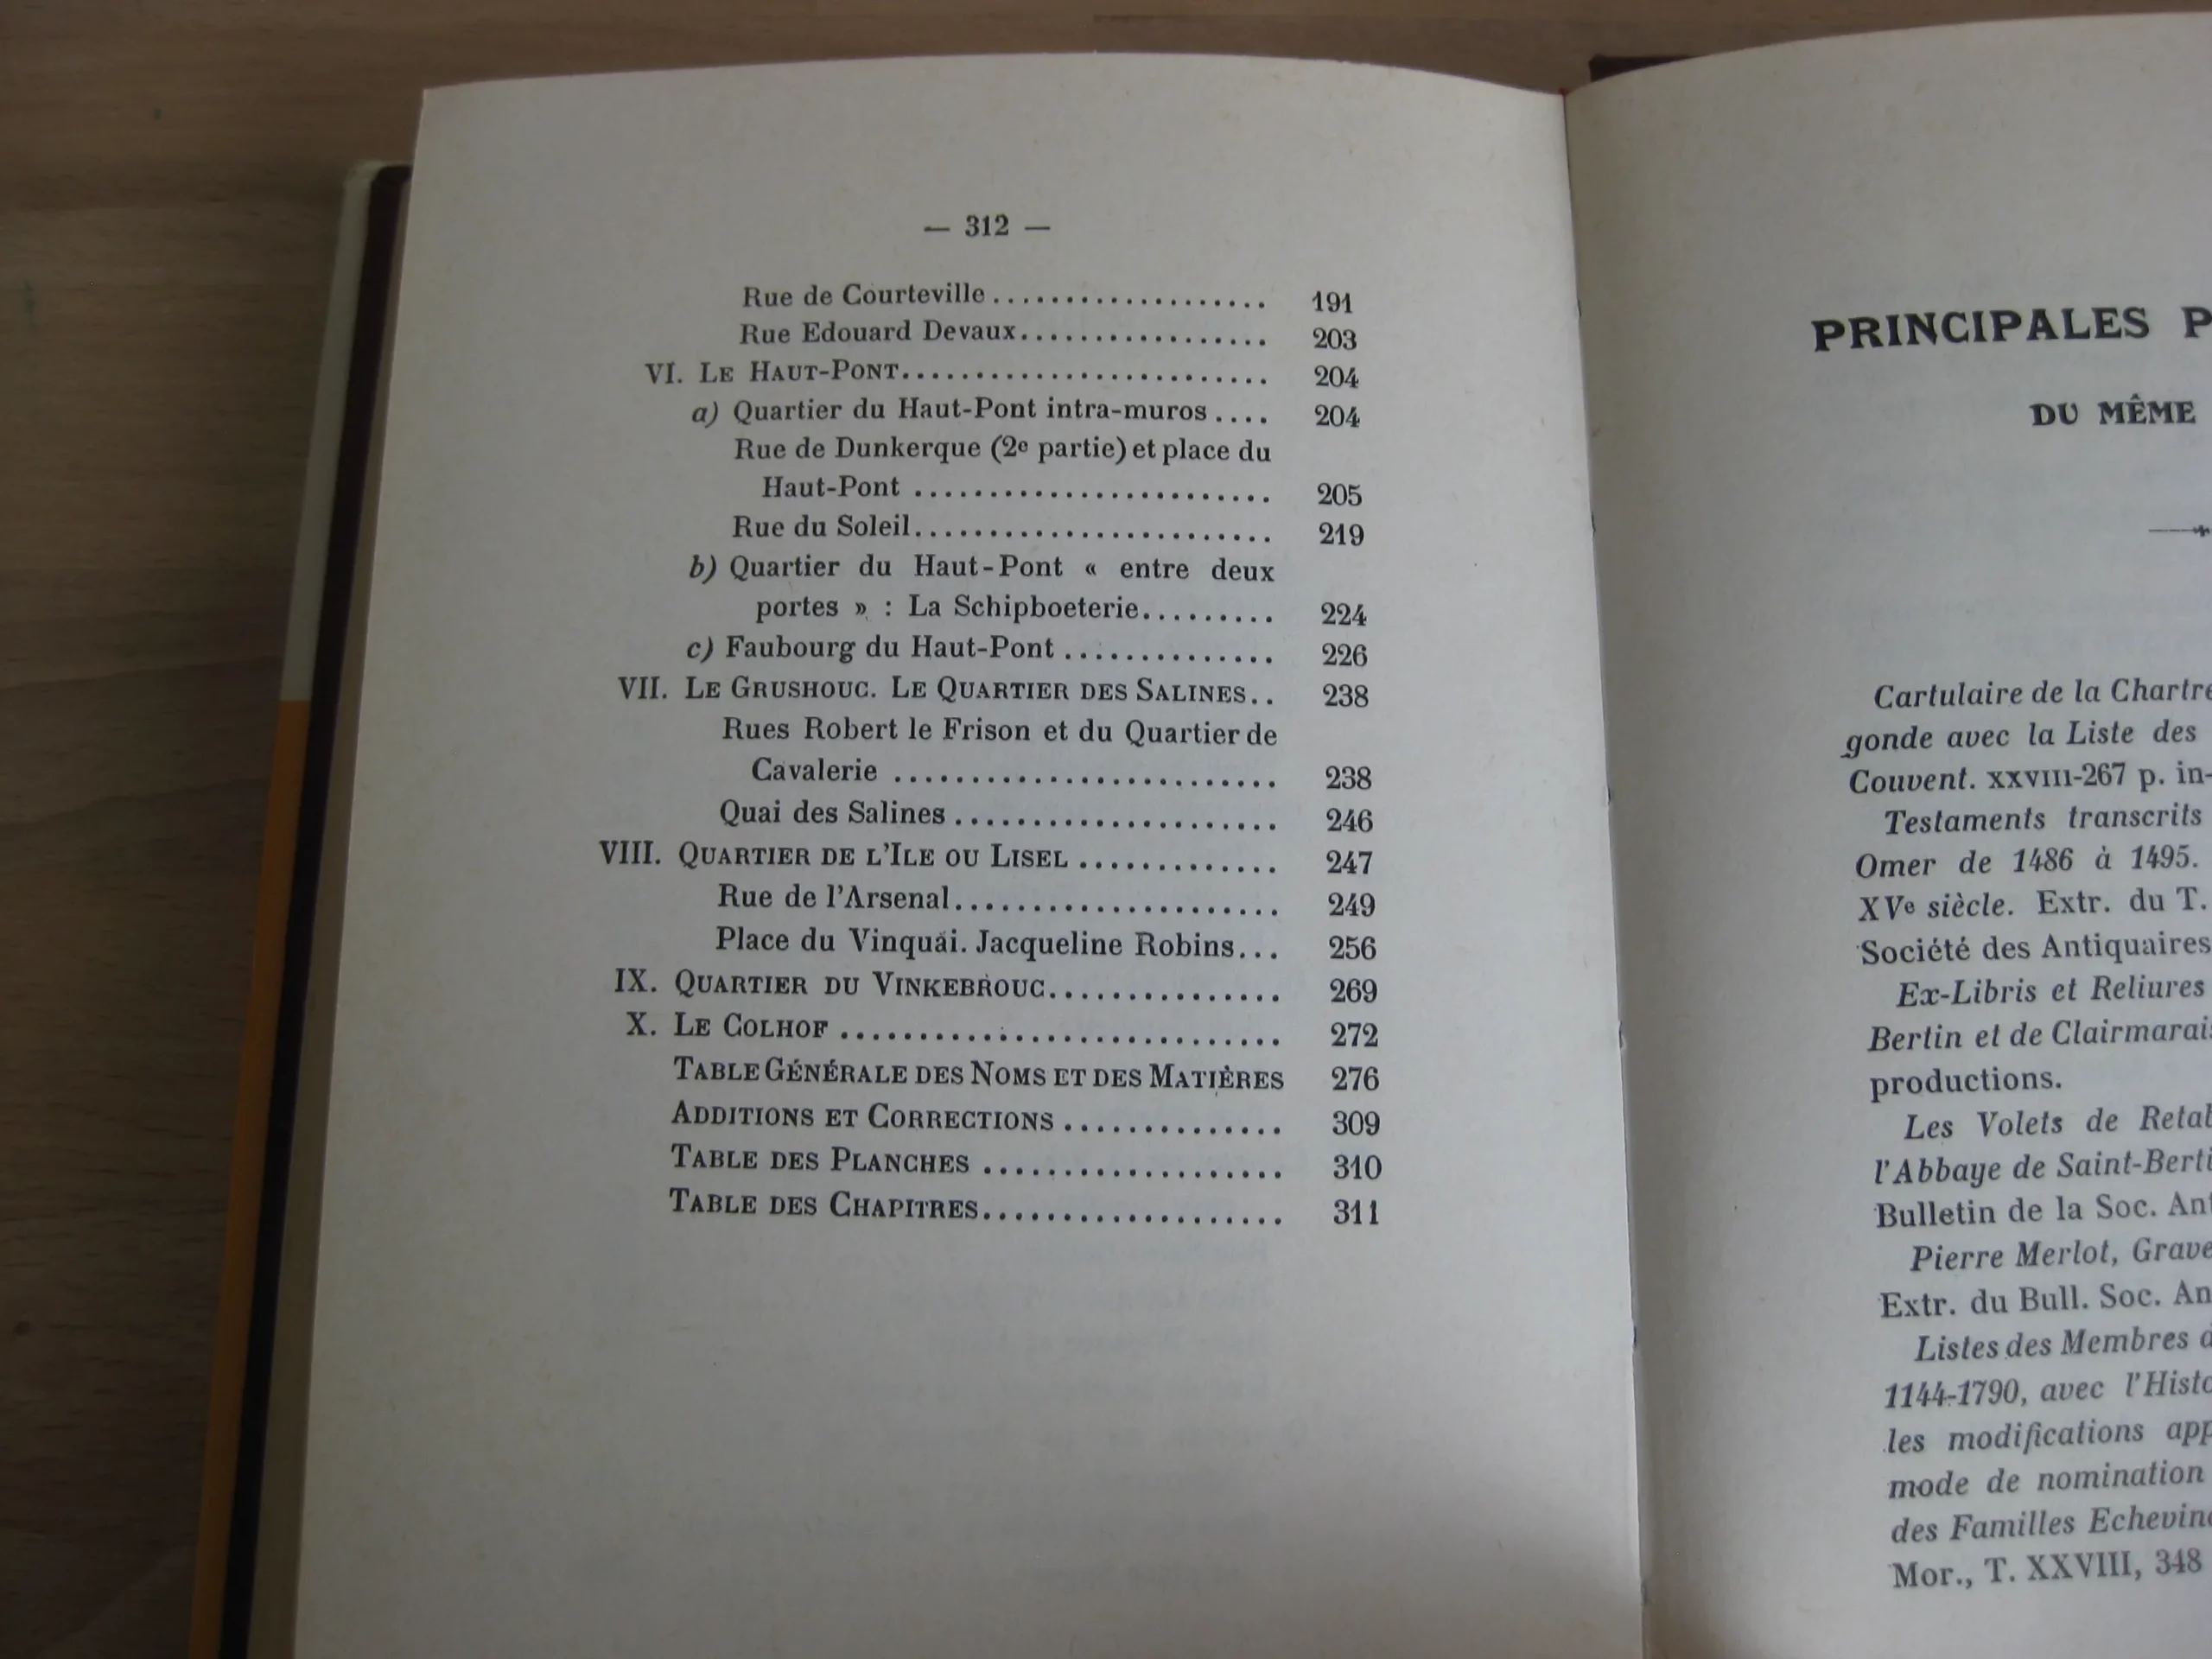 — 312 —
Rue de Courteville................... 191
Rue Edouard Devaux................. 203
VI. LE HAUT-PONT......................... 204
a) Quartier du Haut-Pont intra-muros.... 204
Rue de Dunkerque (2e partie) et place du
Haut-Pont ......................... 205
Rue du Soleil......................... 219
b) Quartier du Haut-Pont « entre deux
portes » : La Schipboeterie......... 224
c) Faubourg du Haut-Pont .............. 226
VII. LE GRUSHOUC. LE QUARTIER DES SALINES.. 238
Rues Robert le Frison et du Quartier de
Cavalerie ......................... 238
Quai des Salines ..................... 246
VIII. QUARTIER DE L'ILE OU LISEL ............. 247
Rue de l'Arsenal..................... 249
Place du Vinquai. Jacqueline Robins... 256
IX. QUARTIER DU VINKEBROUC............... 269
X. LE COLHOF ............................. 272
TABLE GÉNÉRALE DES NOMS ET DES MATIÈRES 276
ADDITIONS ET CORRECTIONS .............. 309
TABLE DES PLANCHES .................... 310
TABLE DES CHAPITRES.................... 311
PRINCIPALES P
DU MÊME
Cartulaire de la Chartre
gonde avec la Liste des
Couvent. XXVIII-267 p. in-
Testaments transcrits
Omer de 1486 à 1495.
XVe siècle. Extr. du T.
Société des Antiquaires
Ex-Libris et Reliures
Bertin et de Clairmarais
productions.
Les Volets de Retab
l'Abbaye de Saint-Berti
Bulletin de la Soc. Ant
Pierre Merlot, Grave
Extr. du Bull. Soc. An
Listes des Membres d
1144-1790, avec l'Histo
les modifications app
mode de nomination
des Familles Echevina
Mor., T. XXVIII, 348